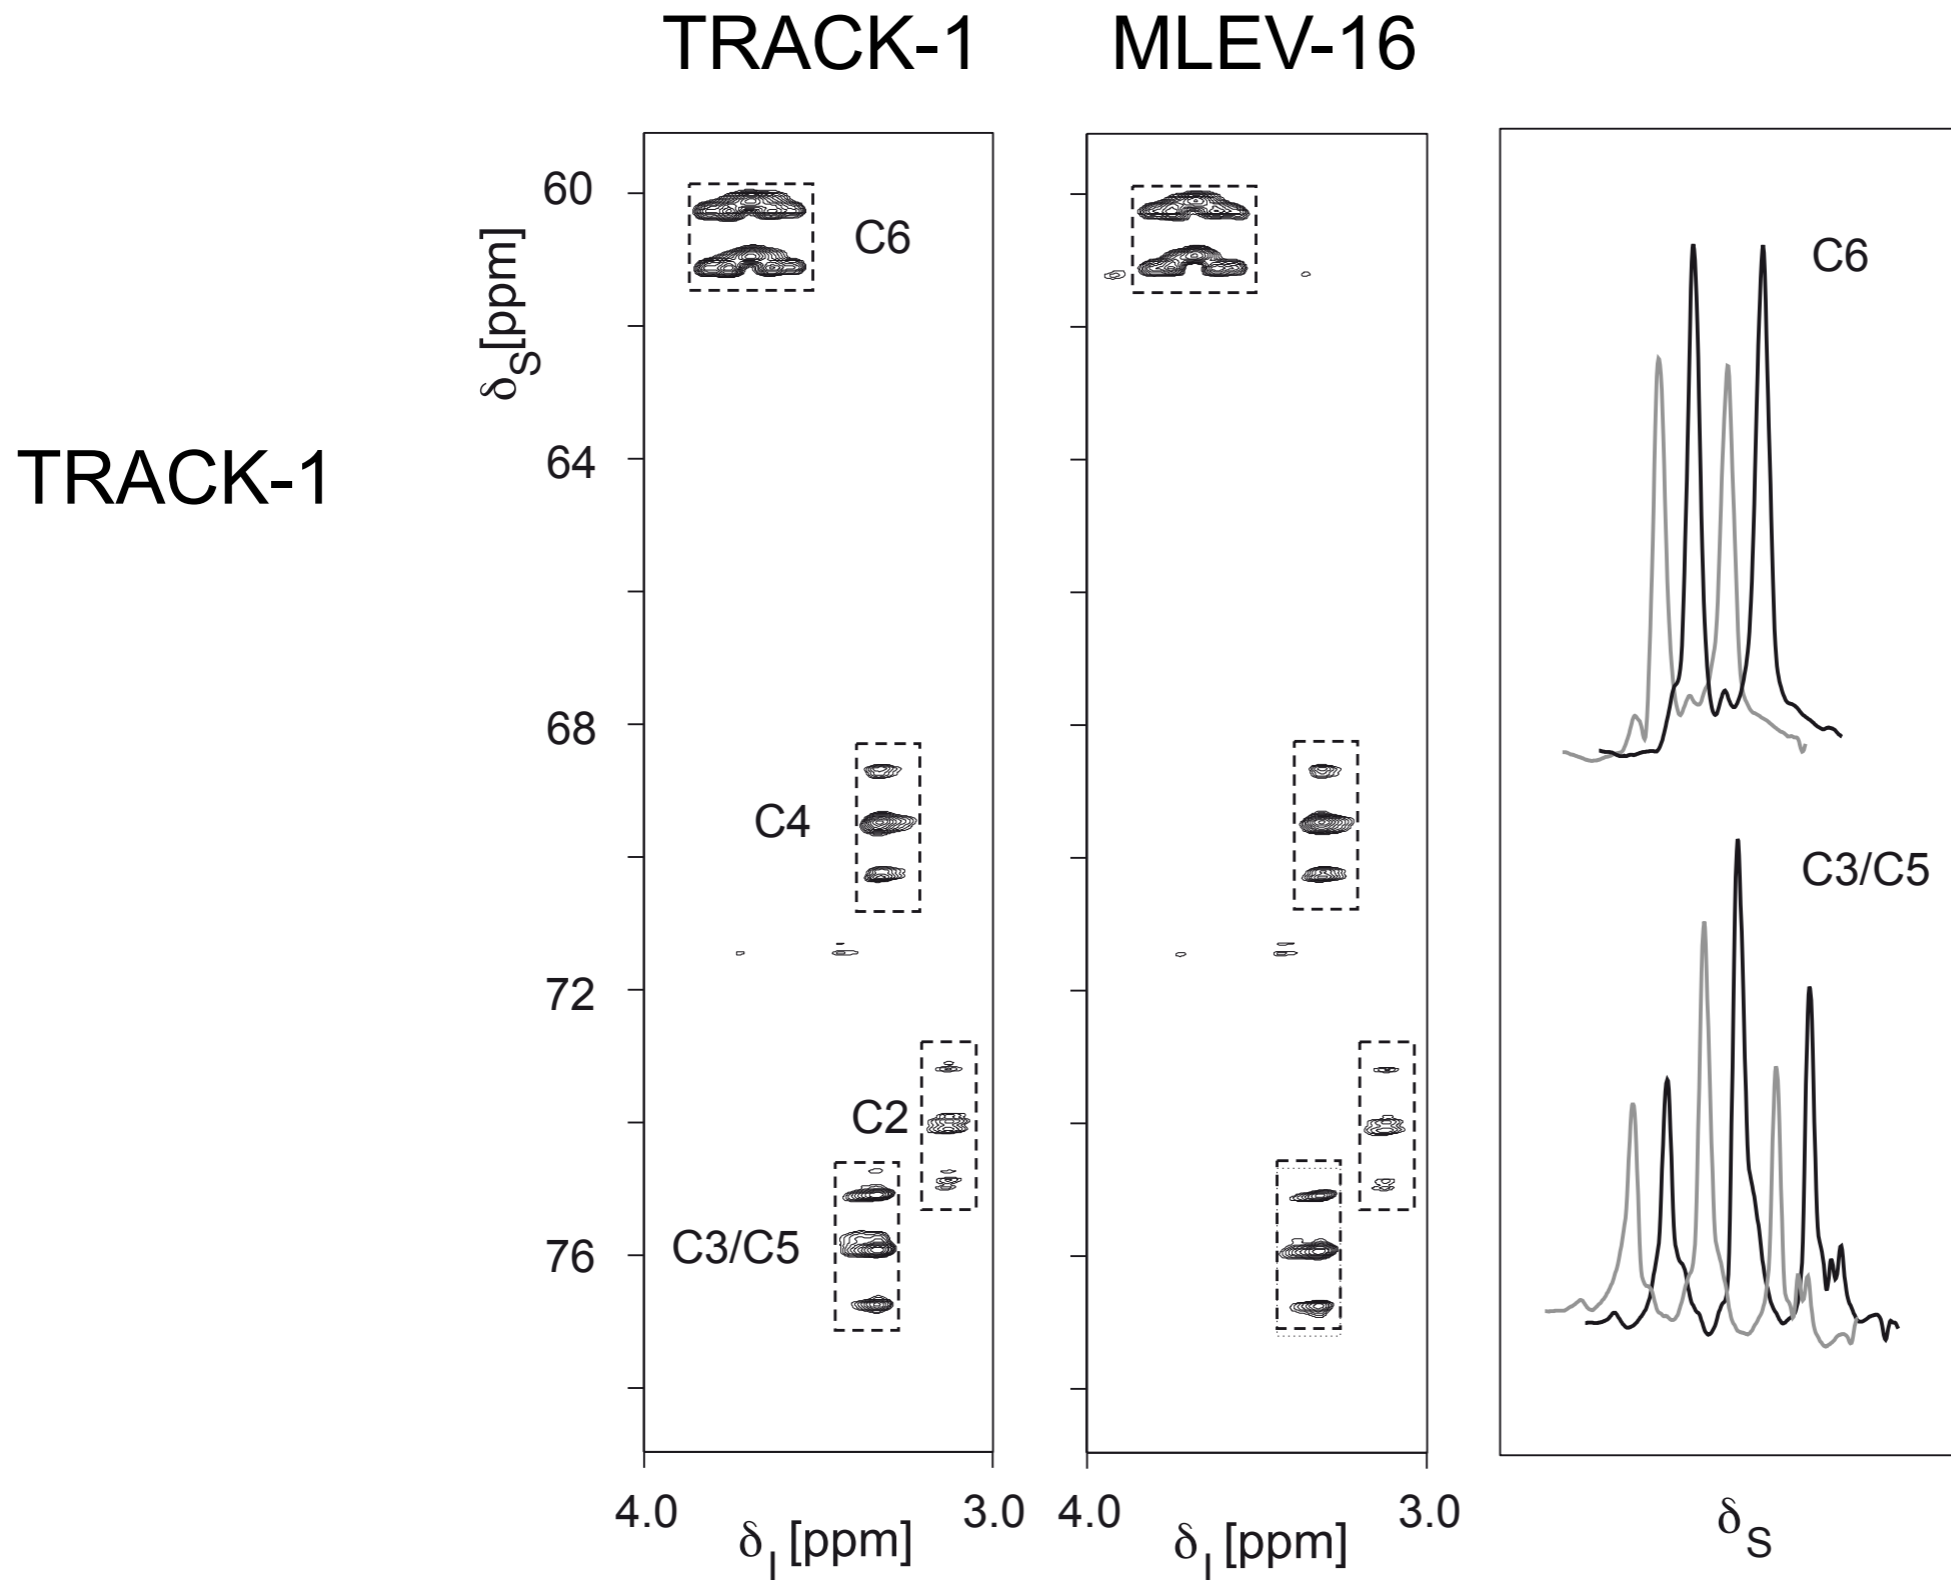 TRACK-1 MLEV-16
60
C6
C6
δS[ppm]
64
TRACK-1
68
C4
C3/C5
72
C2
76
C3/C5
4.0 3.0 4.0 3.0
δI [ppm] δI [ppm] δS